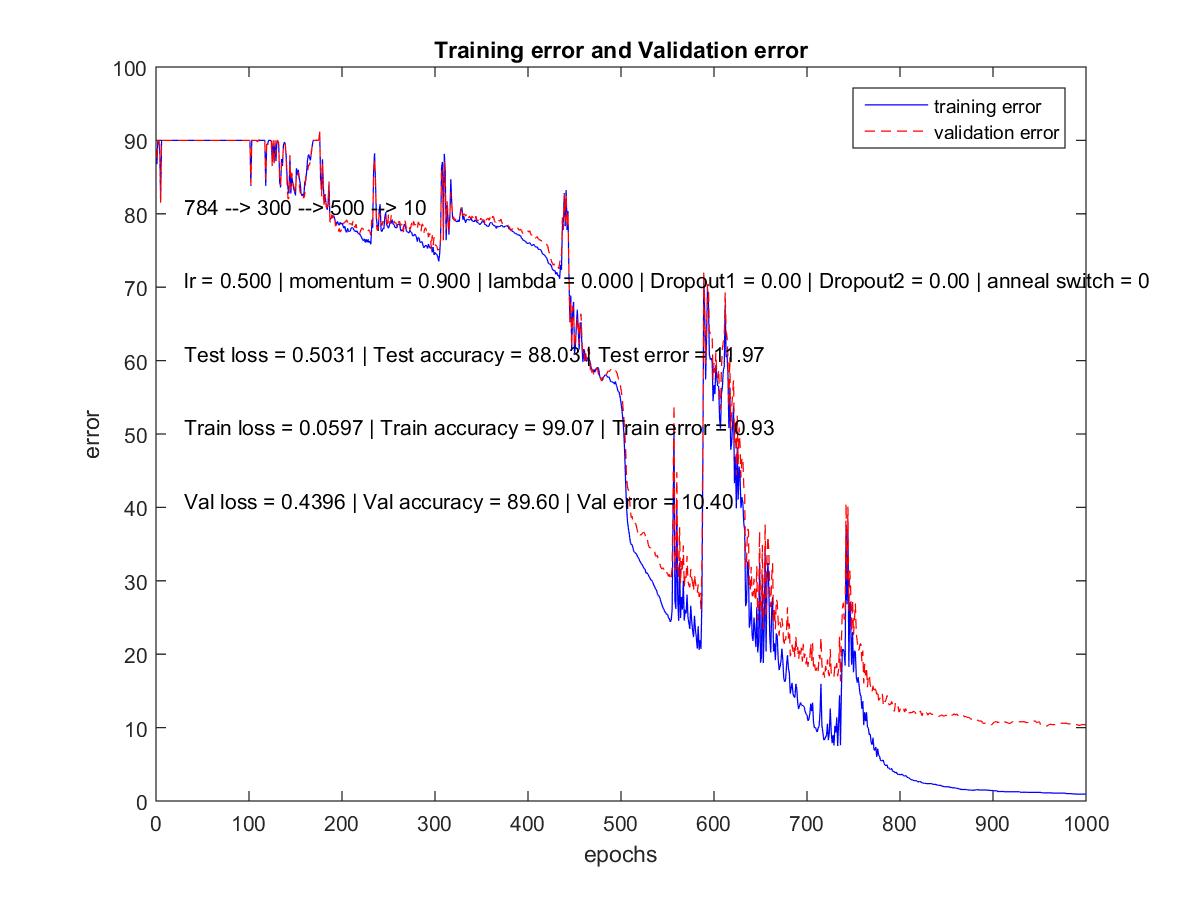 Training error and Validation error
100
90
80
70
60
50
40
30
20
10
0
error
training error
validation error
784 --> 300 --> 500 --> 10
lr = 0.500 | momentum = 0.900 | lambda = 0.000 | Dropout1 = 0.00 | Dropout2 = 0.00 | anneal switch = 0
Test loss = 0.5031 | Test accuracy = 88.03 | Test error = 11.97
Train loss = 0.0597 | Train accuracy = 99.07 | Train error = 0.93
Val loss = 0.4396 | Val accuracy = 89.60 | Val error = 10.40
0 100 200 300 400 500 600 700 800 900 1000
epochs